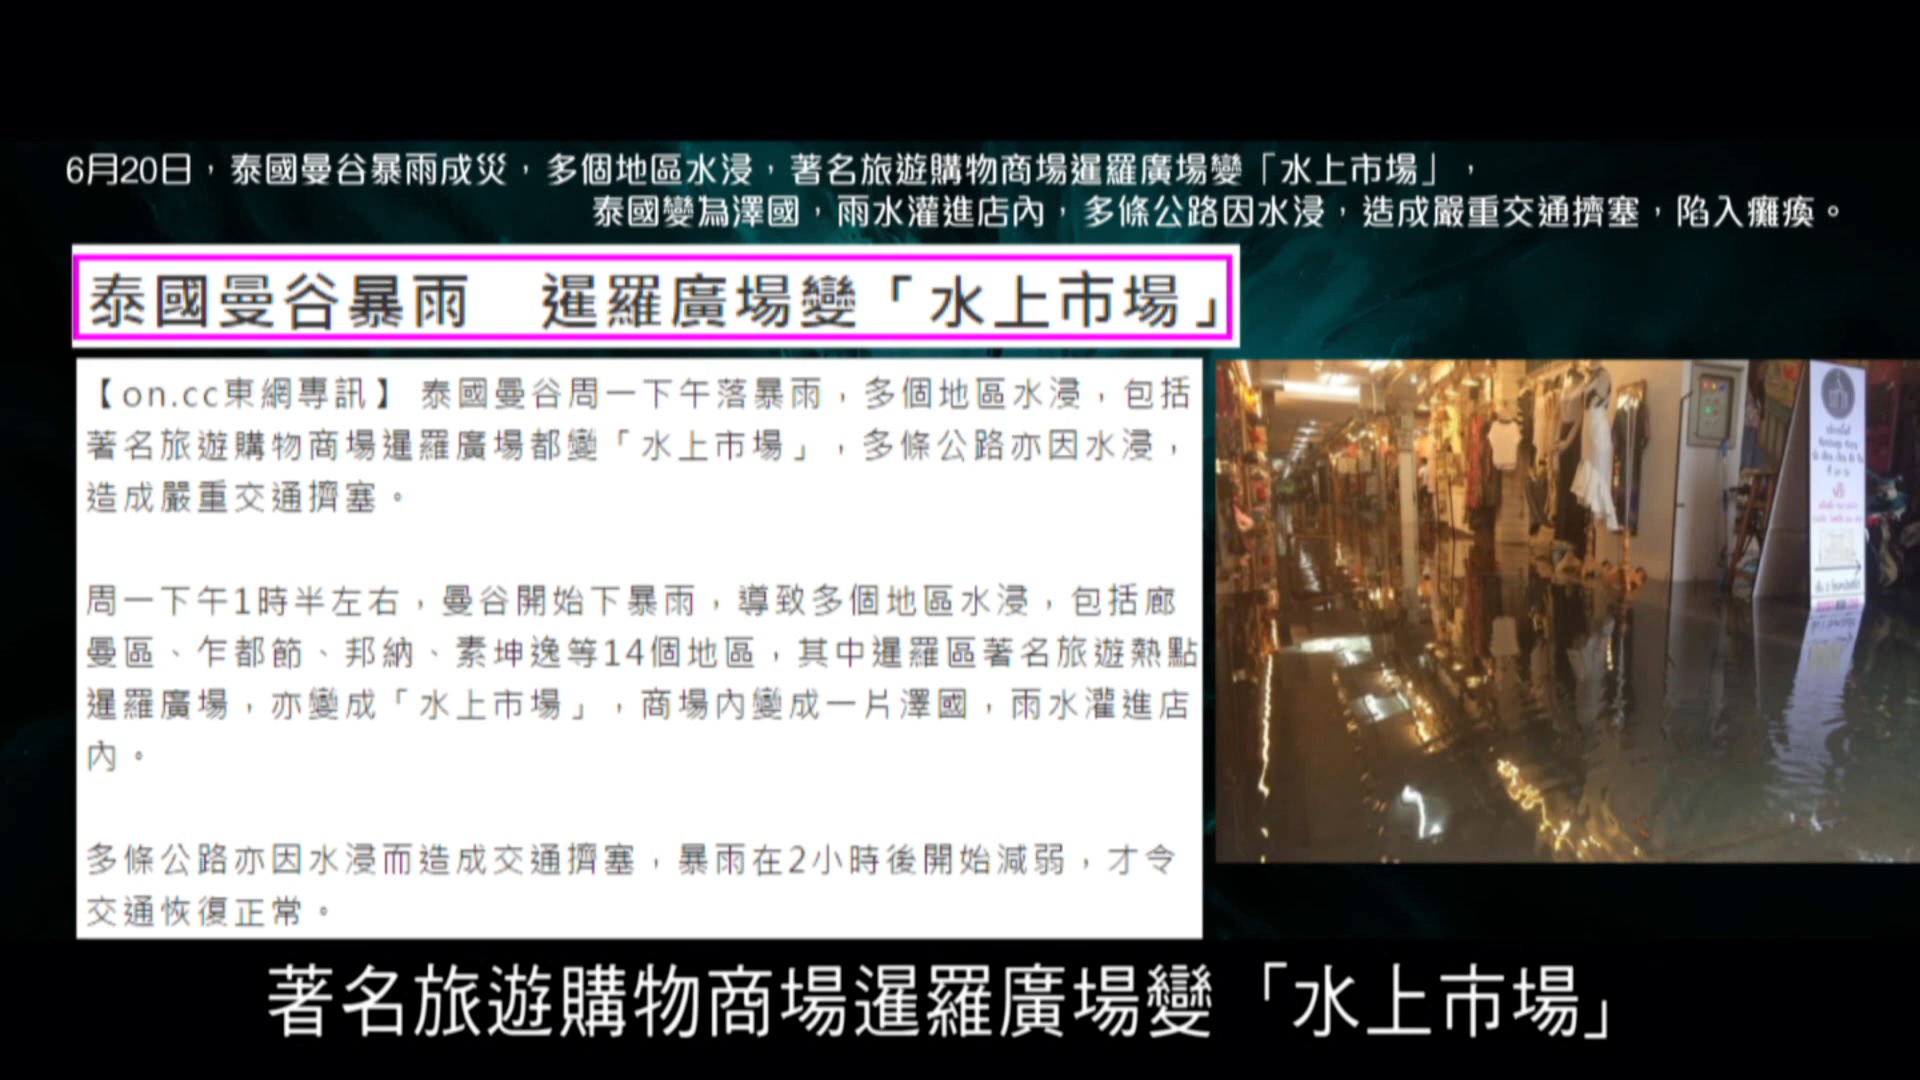 6月20日，泰國曼谷暴雨成災，多個地區水浸，著名旅遊購物商場暹羅廣場變「水上市場」，
泰國變為澤國，雨水灌進店內，多條公路因水浸，造成嚴重交通擠塞，陷入癱瘓。
泰國曼谷暴雨　暹羅廣場變「水上市場」
【on.cc東網專訊】 泰國曼谷周一下午落暴雨，多個地區水浸，包括
著名旅遊購物商場暹羅廣場都變「水上市場」，多條公路亦因水浸，
造成嚴重交通擠塞。
周一下午1時半左右，曼谷開始下暴雨，導致多個地區水浸，包括廊
曼區、乍都節、邦納、素坤逸等14個地區，其中暹羅區著名旅遊熱點
暹羅廣場，亦變成「水上市場」，商場內變成一片澤國，雨水灌進店
內。
多條公路亦因水浸而造成交通擠塞，暴雨在2小時後開始減弱，才令
交通恢復正常。
著名旅遊購物商場暹羅廣場變「水上市場」